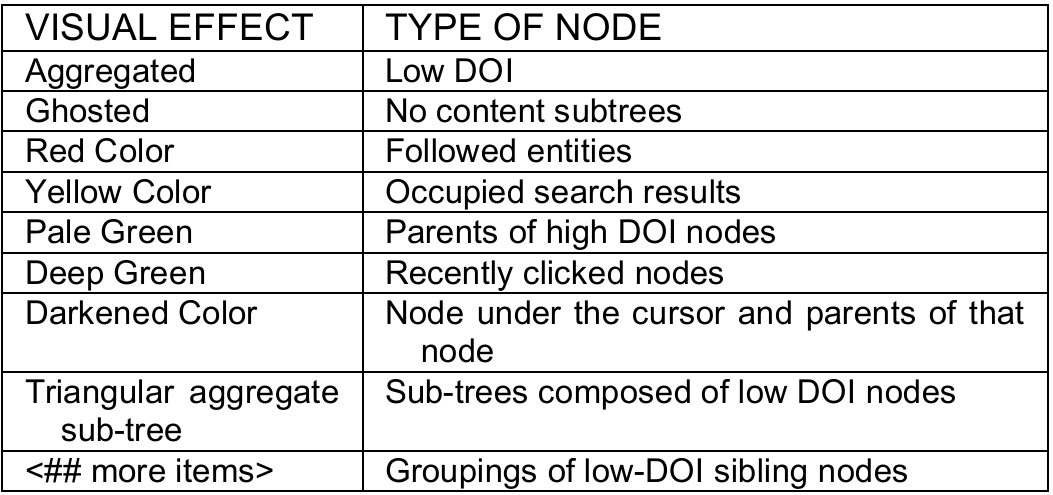 VISUAL EFFECT TYPE OF NODE
Aggregated Low DOI
Ghosted No content subtrees
Red Color Followed entities
Yellow Color Occupied search results
Pale Green Parents of high DOI nodes
Deep Green Recently clicked nodes
Darkened Color Node under the cursor and parents of that
node
Triangular aggregate Sub-trees composed of low DOI nodes
sub-tree
<## more items> Groupings of low-DOI sibling nodes